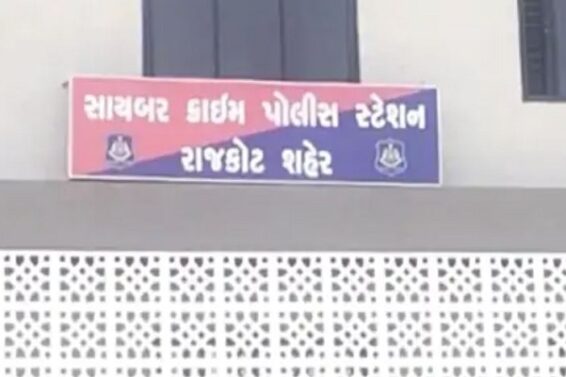 સાયબર ક્રાઇમ પોલીસ સ્ટેશન
રાજકોટ શહેર